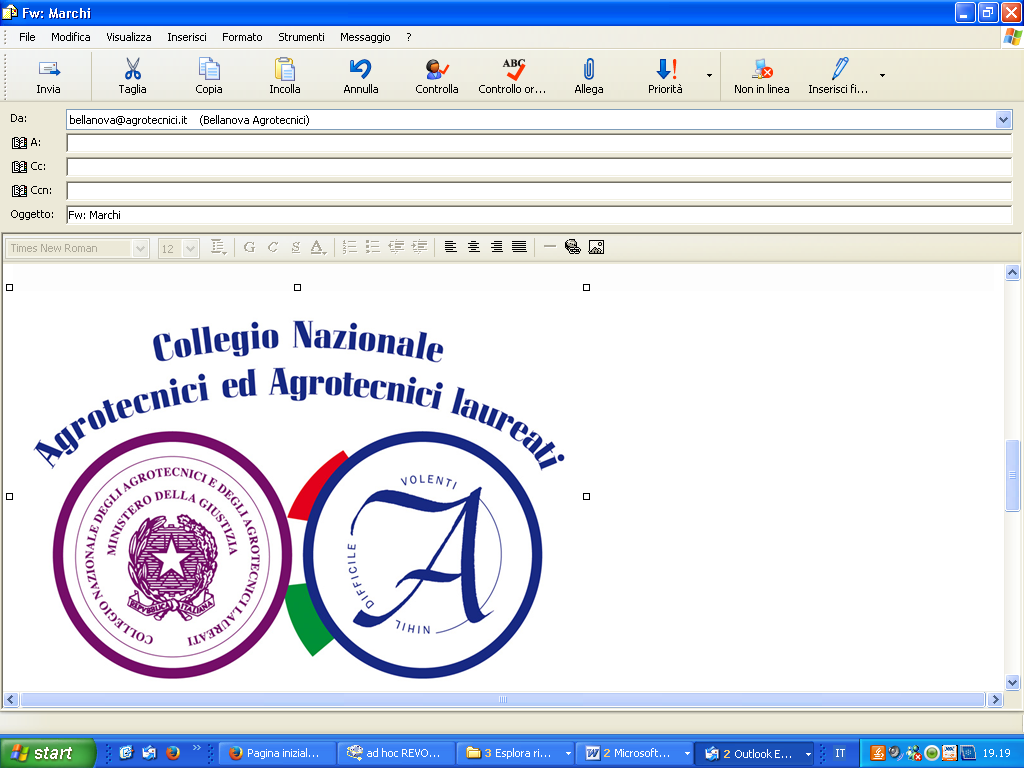 Fw: Marchi
File Modifica Visualizza Inserisci Formato Strumenti Messaggio ?
Invia Taglia Copia Incolla Annulla Controlla Controllo or... Allega Priorità Non in linea Inserisci fi...
ABC
Da: bellanova@agrotecnici.it (Bellanova Agrotecnici)
A:
Cc:
Ccn:
Oggetto: Fw: Marchi
Times New Roman 12 G C S A
Collegio Nazionale
Agrotecnici ed Agrotecnici laureati
COLLEGIO NAZIONALE DEGLI AGROTECNICI E DEGLI AGROTECNICI LAUREATI
MINISTERO DELLA GIUSTIZIA
REPVBBLICA ITALIANA
NIHIL DIFFICILE VOLENTI
A
start Pagina inizial... ad hoc REVO... 3 Esplora ri... 2 Microsoft... 2 Outlook E... IT 19.19